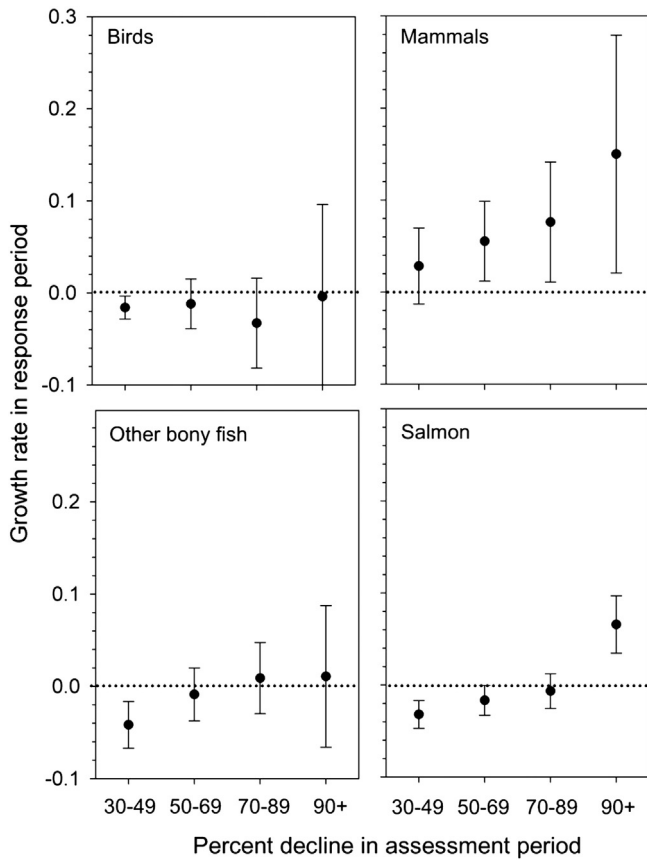 Birds
Mammals
0.3
0.2
0.1
0.0
-0.1
Growth rate in response period
Other bony fish
Salmon
0.2
0.1
0.0
-0.1
30-49 50-69 70-89 90+
30-49 50-69 70-89 90+
Percent decline in assessment period